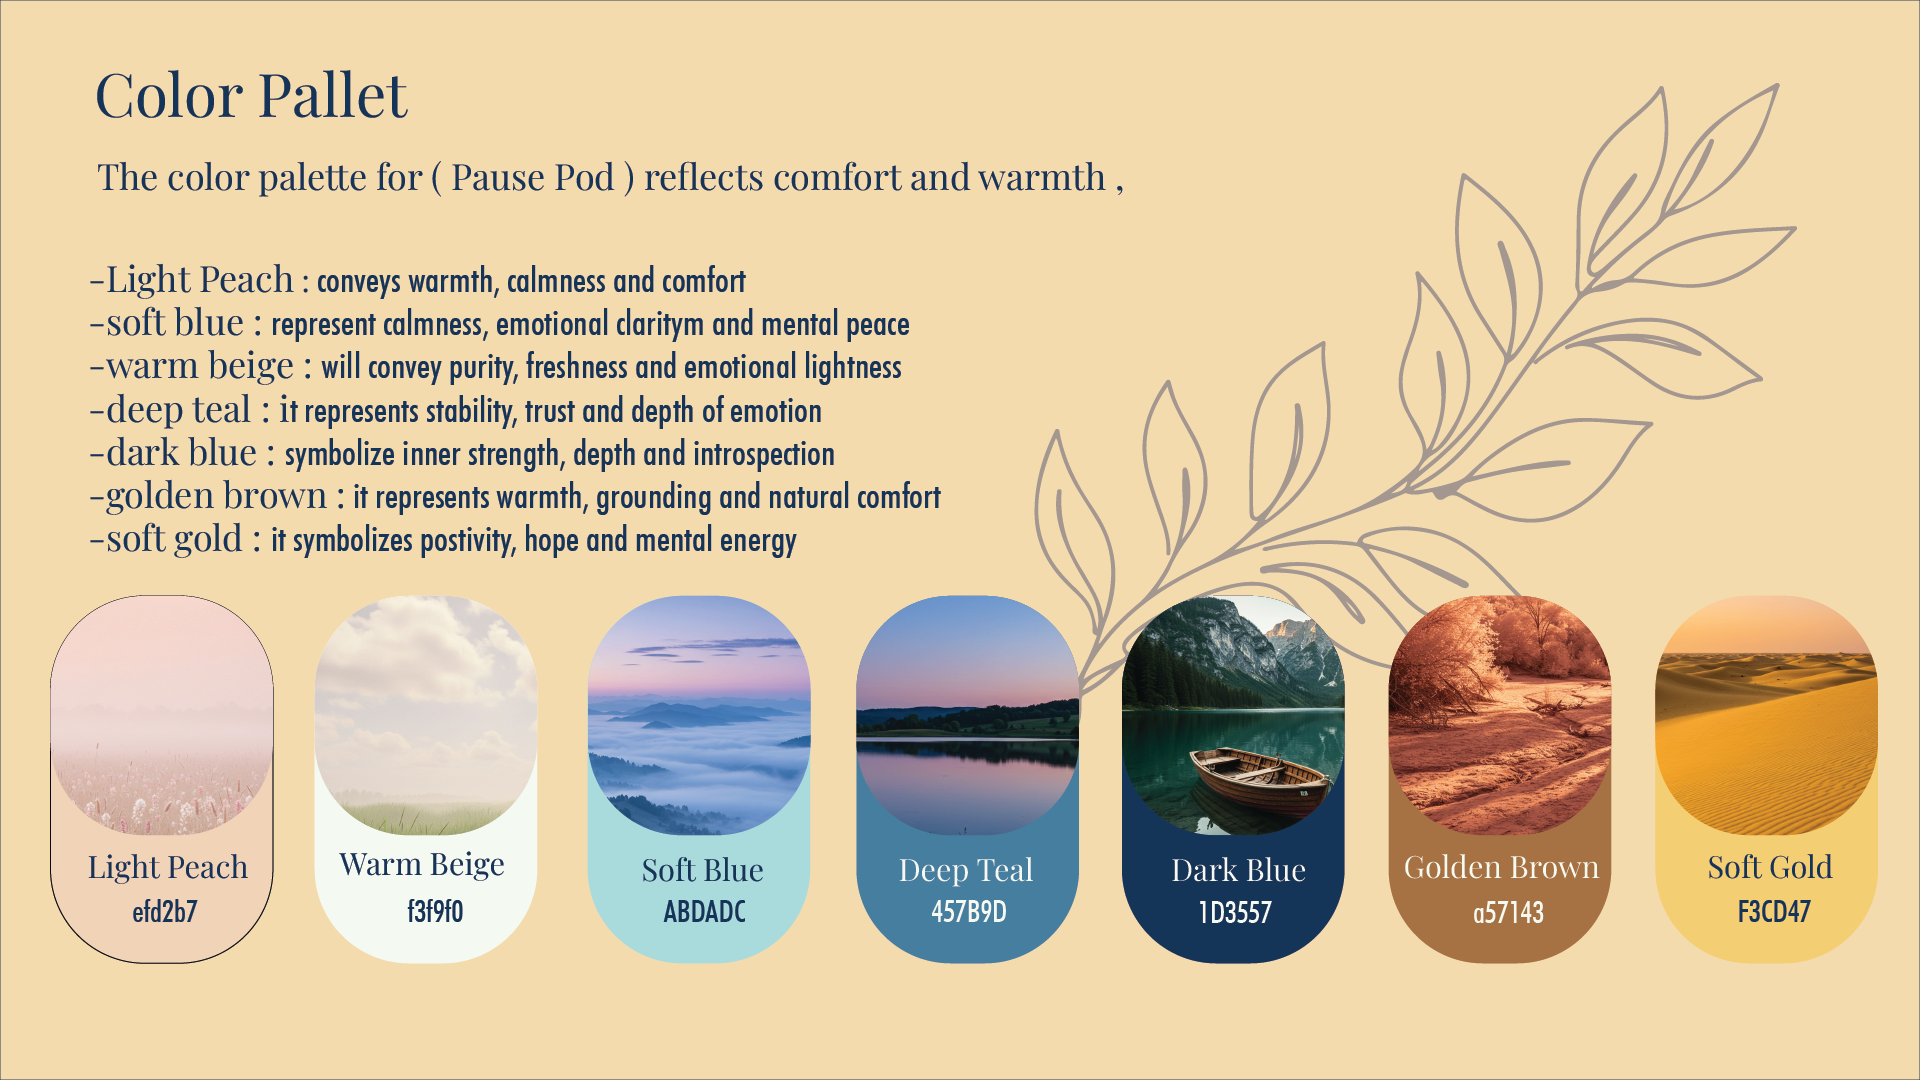 Color Pallet
The color palette for ( Pause Pod ) reflects comfort and warmth ,
-Light Peach : conveys warmth, calmness and comfort
-soft blue : represent calmness, emotional claritym and mental peace
-warm beige : will convey purity, freshness and emotional lightness
-deep teal : it represents stability, trust and depth of emotion
-dark blue : symbolize inner strength, depth and introspection
-golden brown : it represents warmth, grounding and natural comfort
-soft gold : it symbolizes postivity, hope and mental energy
Light Peach
efd2b7
Warm Beige
f3f9f0
Soft Blue
ABDADC
Deep Teal
457B9D
Dark Blue
1D3557
Golden Brown
a57143
Soft Gold
F3CD47